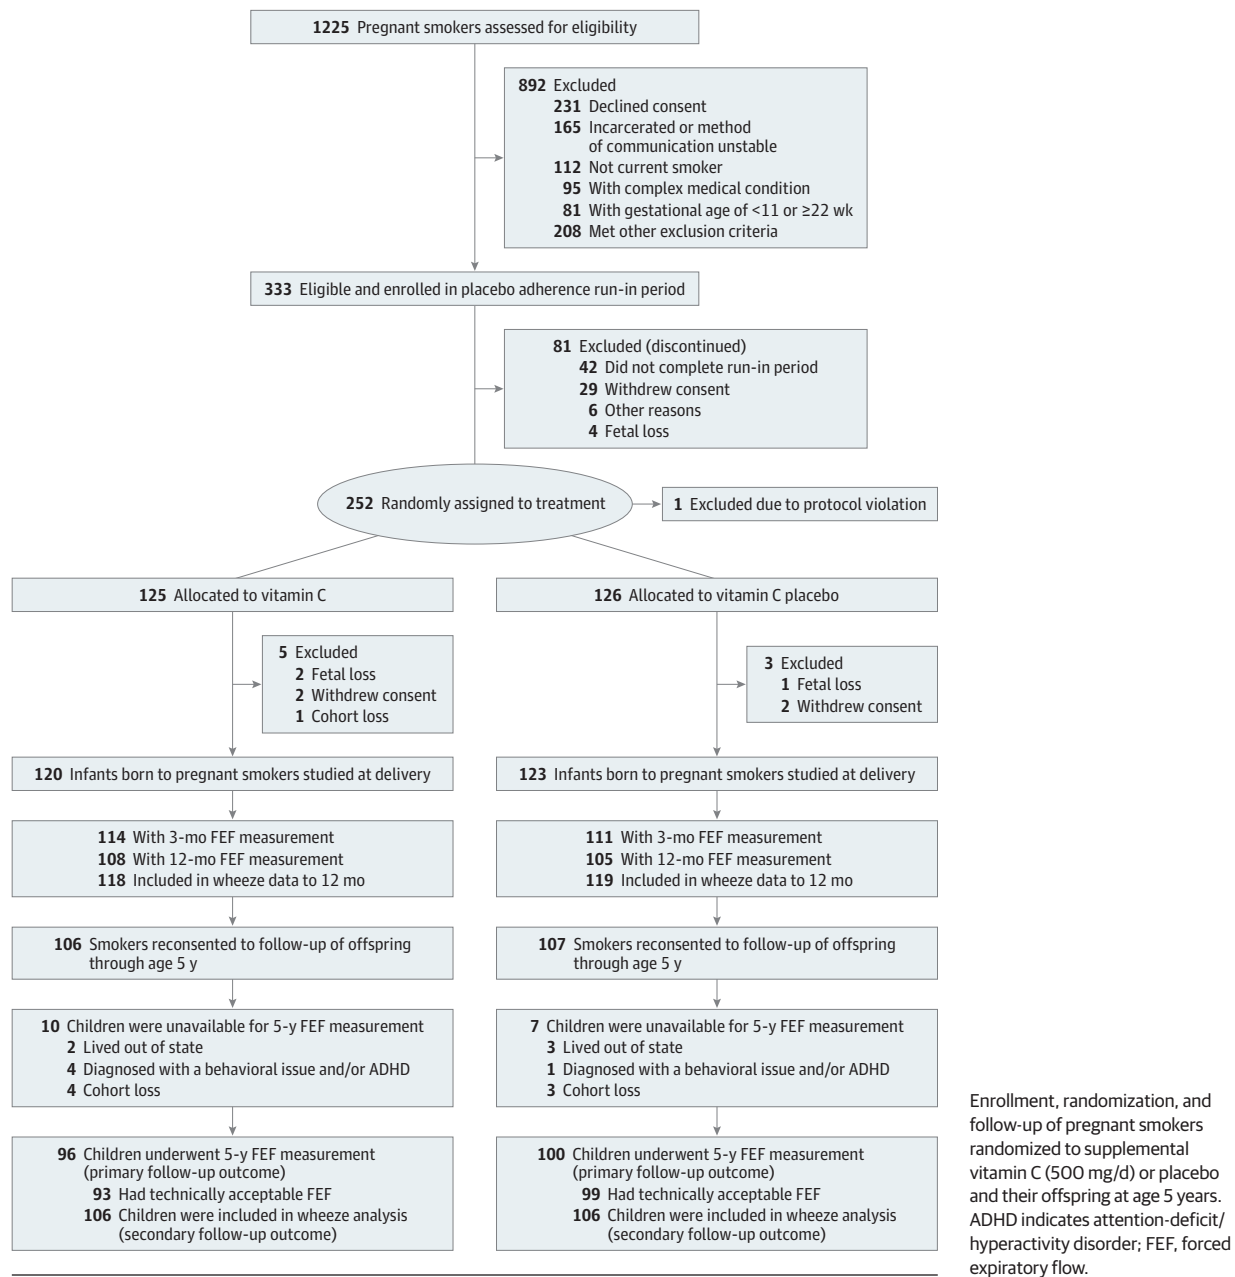 1225 Pregnant smokers assessed for eligibility
892 Excluded
231 Declined consent
165 Incarcerated or method
of communication unstable
112 Not current smoker
95 With complex medical condition
81 With gestational age of <11 or ≥22 wk
208 Met other exclusion criteria
333 Eligible and enrolled in placebo adherence run-in period
81 Excluded (discontinued)
42 Did not complete run-in period
29 Withdrew consent
6 Other reasons
4 Fetal loss
252 Randomly assigned to treatment
1 Excluded due to protocol violation
125 Allocated to vitamin C
5 Excluded
2 Fetal loss
2 Withdrew consent
1 Cohort loss
120 Infants born to pregnant smokers studied at delivery
114 With 3-mo FEF measurement
108 With 12-mo FEF measurement
118 Included in wheeze data to 12 mo
106 Smokers reconsented to follow-up of offspring
through age 5 y
10 Children were unavailable for 5-y FEF measurement
2 Lived out of state
4 Diagnosed with a behavioral issue and/or ADHD
4 Cohort loss
96 Children underwent 5-y FEF measurement
(primary follow-up outcome)
93 Had technically acceptable FEF
106 Children were included in wheeze analysis
(secondary follow-up outcome)
126 Allocated to vitamin C placebo
3 Excluded
1 Fetal loss
2 Withdrew consent
123 Infants born to pregnant smokers studied at delivery
111 With 3-mo FEF measurement
105 With 12-mo FEF measurement
119 Included in wheeze data to 12 mo
107 Smokers reconsented to follow-up of offspring
through age 5 y
7 Children were unavailable for 5-y FEF measurement
3 Lived out of state
1 Diagnosed with a behavioral issue and/or ADHD
3 Cohort loss
100 Children underwent 5-y FEF measurement
(primary follow-up outcome)
99 Had technically acceptable FEF
106 Children were included in wheeze analysis
(secondary follow-up outcome)
Enrollment, randomization, and
follow-up of pregnant smokers
randomized to supplemental
vitamin C (500 mg/d) or placebo
and their offspring at age 5 years.
ADHD indicates attention-deficit/
hyperactivity disorder; FEF, forced
expiratory flow.